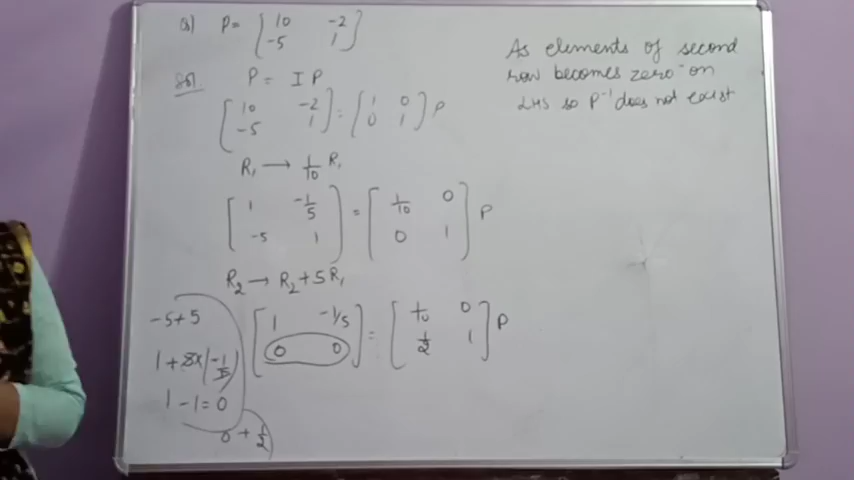 Q) P = [ 10 -2
-5 1 ]
Sol. P = I P
[ 10 -2
-5 1 ] = [ 1 0
0 1 ] P
R₁ → 1/10 R₁
[ 1 -1/5
-5 1 ] = [ 1/10 0
0 1 ] P
R₂ → R₂ + 5R₁
[ 1 -1/5
0 0 ] = [ 1/10 0
1/2 1 ] P
-5+5
1 + 5x(-1/5)
1 - 1 = 0
0 + 1/2
As elements of second
row becomes zero on
LHS so P⁻¹ does not exist